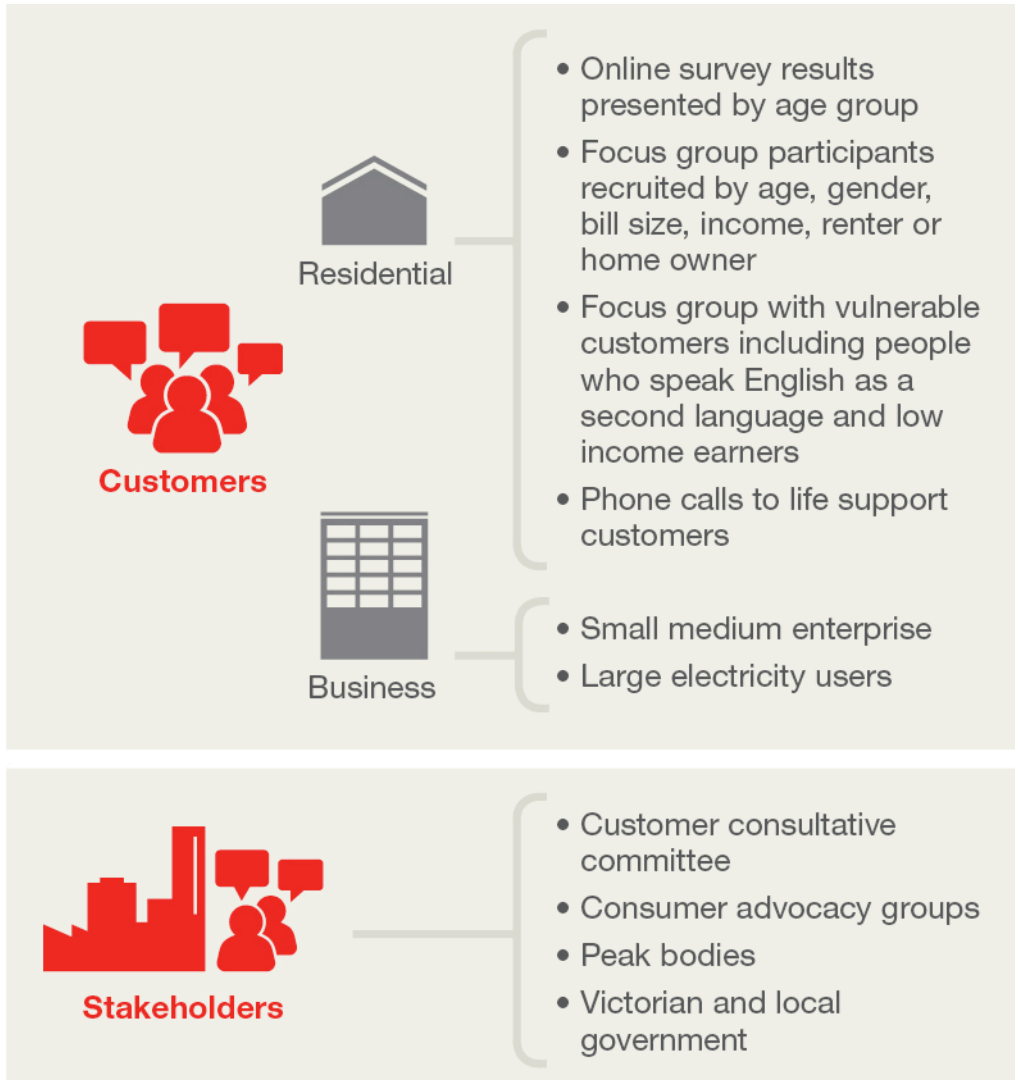 Customers
Residential
• Online survey results
presented by age group
• Focus group participants
recruited by age, gender,
bill size, income, renter or
home owner
• Focus group with vulnerable
customers including people
who speak English as a
second language and low
income earners
• Phone calls to life support
customers
Business
• Small medium enterprise
• Large electricity users
Stakeholders
• Customer consultative
committee
• Consumer advocacy groups
• Peak bodies
• Victorian and local
government